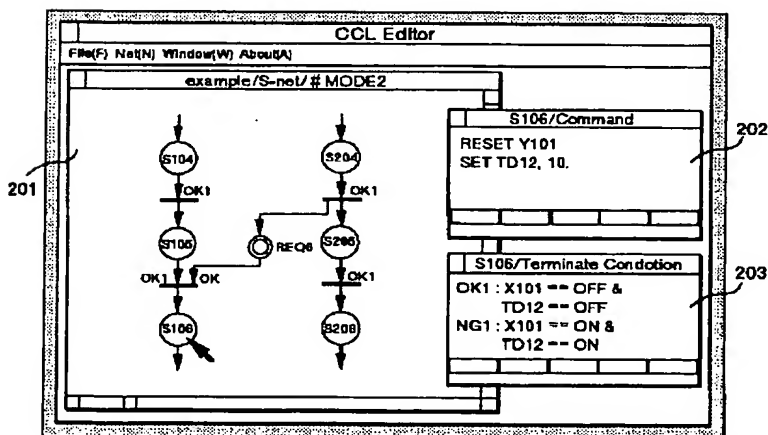 CCL Editor
File(F) Net(N) Window(W) About(A)
example/S-net/# MODE2
S104
S204
OK1
OK1
S105
REQ6
S205
OK1
OK
OK1
S106
S206
S106/Command
RESET Y101
SET TD12, 10.
S106/Terminate Condotion
OK1 : X101 == OFF &
TD12 == OFF
NG1 : X101 == ON &
TD12 == ON
201
202
203